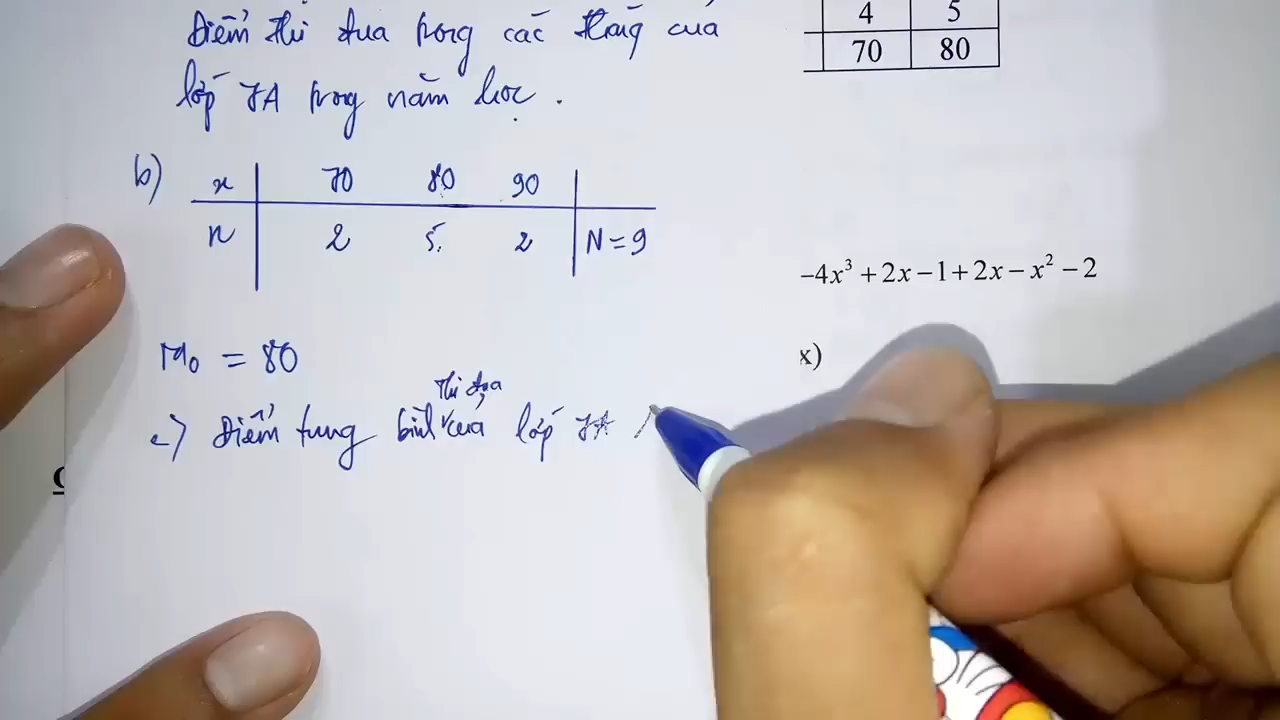 Điểm thi đua trong các tháng của
lớp 7A trong năm học.
b) x 70 80 90
n 2 5 2 N = 9
M₀ = 80
thi đua
c) Điểm trung bình của lớp 7A
4 5
70 80
−4x³ + 2x − 1 + 2x − x² − 2
x)